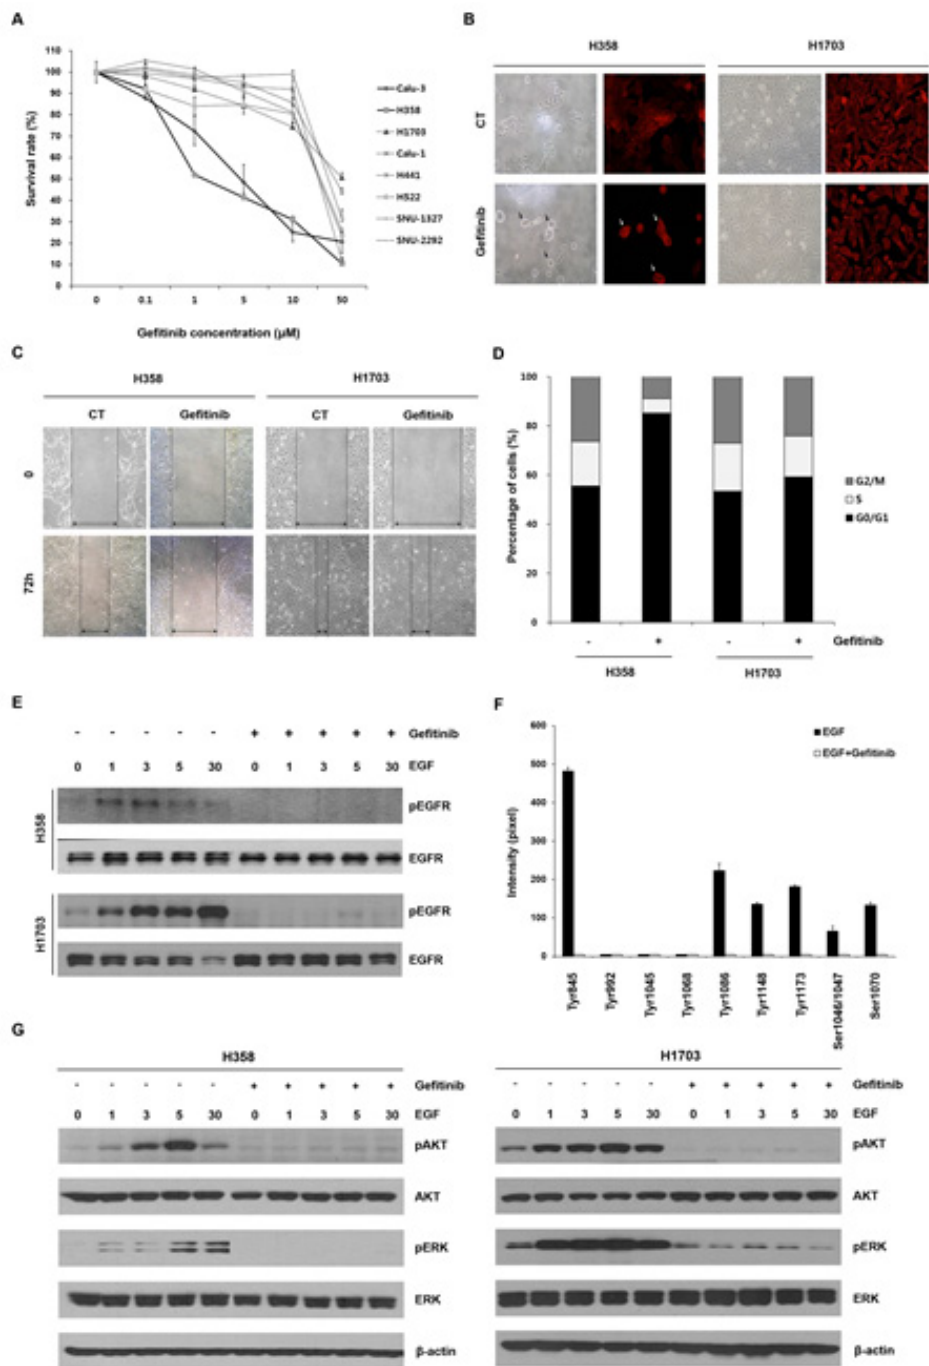 A
110
100
90
80
70
60
50
40
30
20
10
0
Survival rate (%)
0 0.1 1 5 10 50
Gefitinib concentration (µM)
Calu-3
H358
H1703
Calu-1
H441
H522
SNU-1327
SNU-2292
B
H358 H1703
CT
Gefitinib
C
H358 H1703
CT Gefitinib CT Gefitinib
0
72h
D
100
80
60
40
20
0
Percentage of cells (%)
G2/M
S
G0/G1
- + - + Gefitinib
H358 H1703
E
- - - - - + + + + + Gefitinib
0 1 3 5 30 0 1 3 5 30 EGF
H358
pEGFR
EGFR
H1703
pEGFR
EGFR
F
600
500
400
300
200
100
0
Intensity (pixel)
EGF
EGF+Gefitinib
Tyr845
Tyr992
Tyr1045
Tyr1068
Tyr1086
Tyr1148
Tyr1173
Ser1046/1047
Ser1070
G
H358
- - - - - + + + + + Gefitinib
0 1 3 5 30 0 1 3 5 30 EGF
pAKT
AKT
pERK
ERK
β-actin
H1703
- - - - - + + + + + Gefitinib
0 1 3 5 30 0 1 3 5 30 EGF
pAKT
AKT
pERK
ERK
β-actin